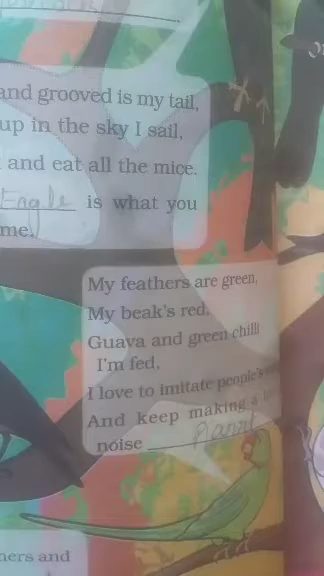 and grooved is my tail,
up in the sky I sail,
and eat all the mice.
Engle is what you
me.
My feathers are green,
My beak's red.
Guava and green chilli
I'm fed,
I love to imitate people's
And keep making a
noise
ners and